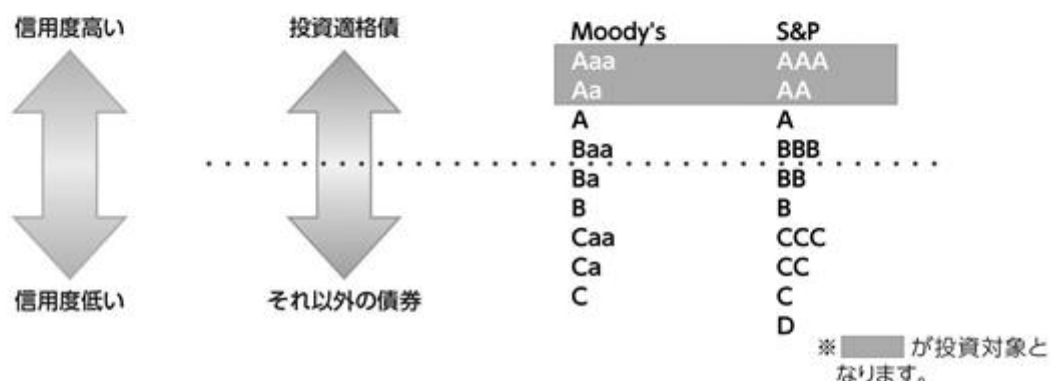 信用度高い 投資適格債 Moody's S&P
Aaa AAA
Aa AA
A A
Baa BBB
Ba BB
B B
Caa CCC
Ca CC
信用度低い それ以外の債券 C C
D
※ が投資対象と
なります。